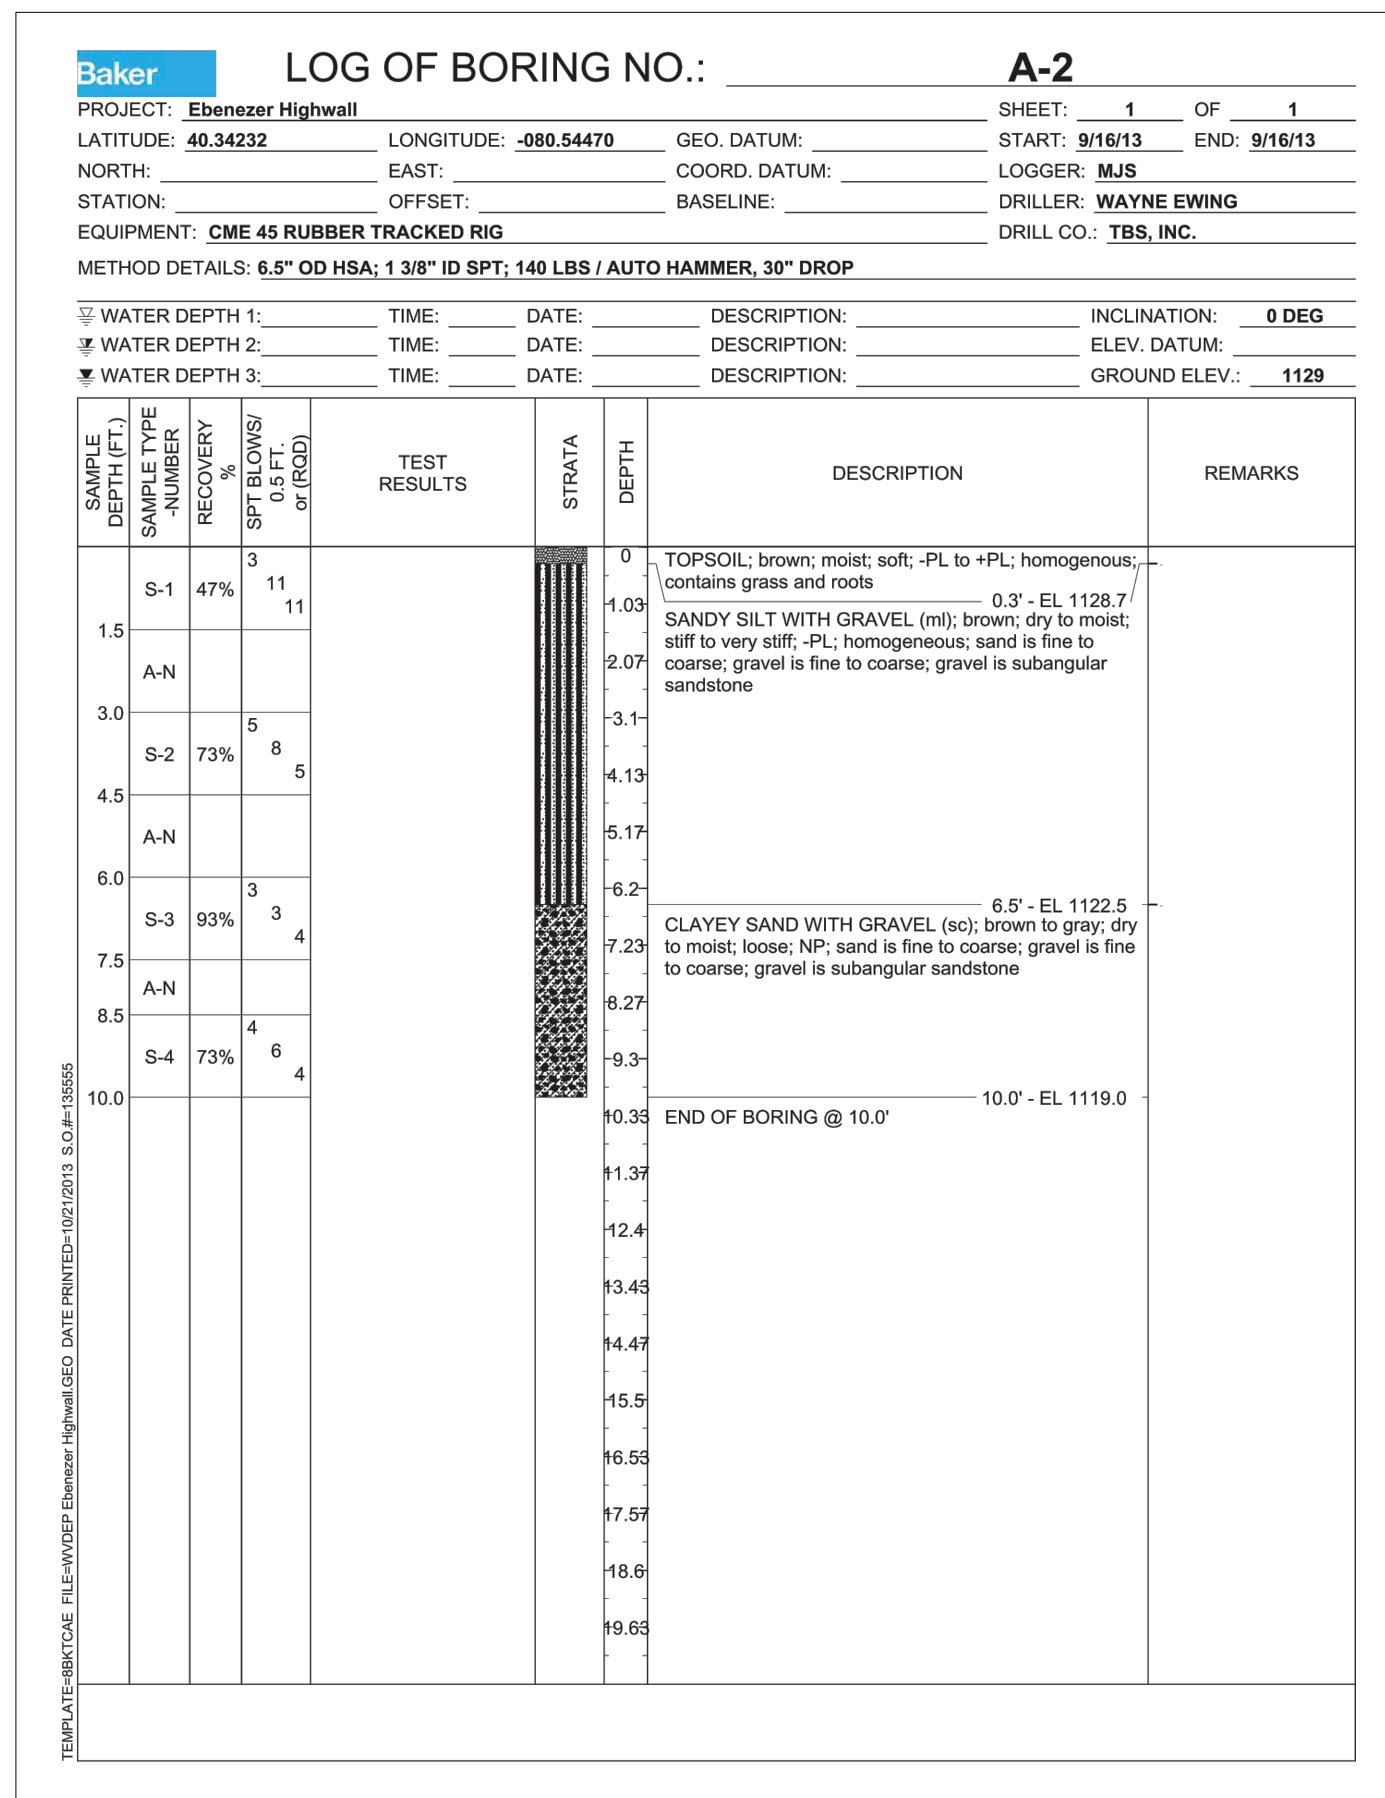 Baker
LOG OF BORING NO.: A-2
PROJECT: Ebenezer Highwall SHEET: 1 OF 1
LATITUDE: 40.34232 LONGITUDE: -080.54470 GEO. DATUM: START: 9/16/13 END: 9/16/13
NORTH: EAST: COORD. DATUM: LOGGER: MJS
STATION: OFFSET: BASELINE: DRILLER: WAYNE EWING
EQUIPMENT: CME 45 RUBBER TRACKED RIG DRILL CO.: TBS, INC.
METHOD DETAILS: 6.5" OD HSA; 1 3/8" ID SPT; 140 LBS / AUTO HAMMER, 30" DROP
WATER DEPTH 1: TIME: DATE: DESCRIPTION: INCLINATION: 0 DEG
WATER DEPTH 2: TIME: DATE: DESCRIPTION: ELEV. DATUM:
WATER DEPTH 3: TIME: DATE: DESCRIPTION: GROUND ELEV.: 1129
SAMPLE
DEPTH (FT.)
SAMPLE TYPE
-NUMBER
RECOVERY
%
SPT BLOWS/
0.5 FT.
or (RQD)
TEST
RESULTS
STRATA
DEPTH
DESCRIPTION
REMARKS
3
S-1 47% 11
11
1.5
A-N
3.0
5
S-2 73% 8
5
4.5
A-N
6.0
3
S-3 93% 3
4
7.5
A-N
8.5
4
S-4 73% 6
4
10.0
0
1.03
2.07
3.1
4.13
5.17
6.2
7.23
8.27
9.3
10.33
11.37
12.4
13.43
14.47
15.5
16.53
17.57
18.6
19.63
TOPSOIL; brown; moist; soft; -PL to +PL; homogenous;
contains grass and roots
0.3' - EL 1128.7
SANDY SILT WITH GRAVEL (ml); brown; dry to moist;
stiff to very stiff; -PL; homogeneous; sand is fine to
coarse; gravel is fine to coarse; gravel is subangular
sandstone
6.5' - EL 1122.5
CLAYEY SAND WITH GRAVEL (sc); brown to gray; dry
to moist; loose; NP; sand is fine to coarse; gravel is fine
to coarse; gravel is subangular sandstone
10.0' - EL 1119.0
END OF BORING @ 10.0'
TEMPLATE=8BKTCAE FILE=WVDEP Ebenezer Highwall.GEO DATE PRINTED=10/21/2013 S.O.#=135555